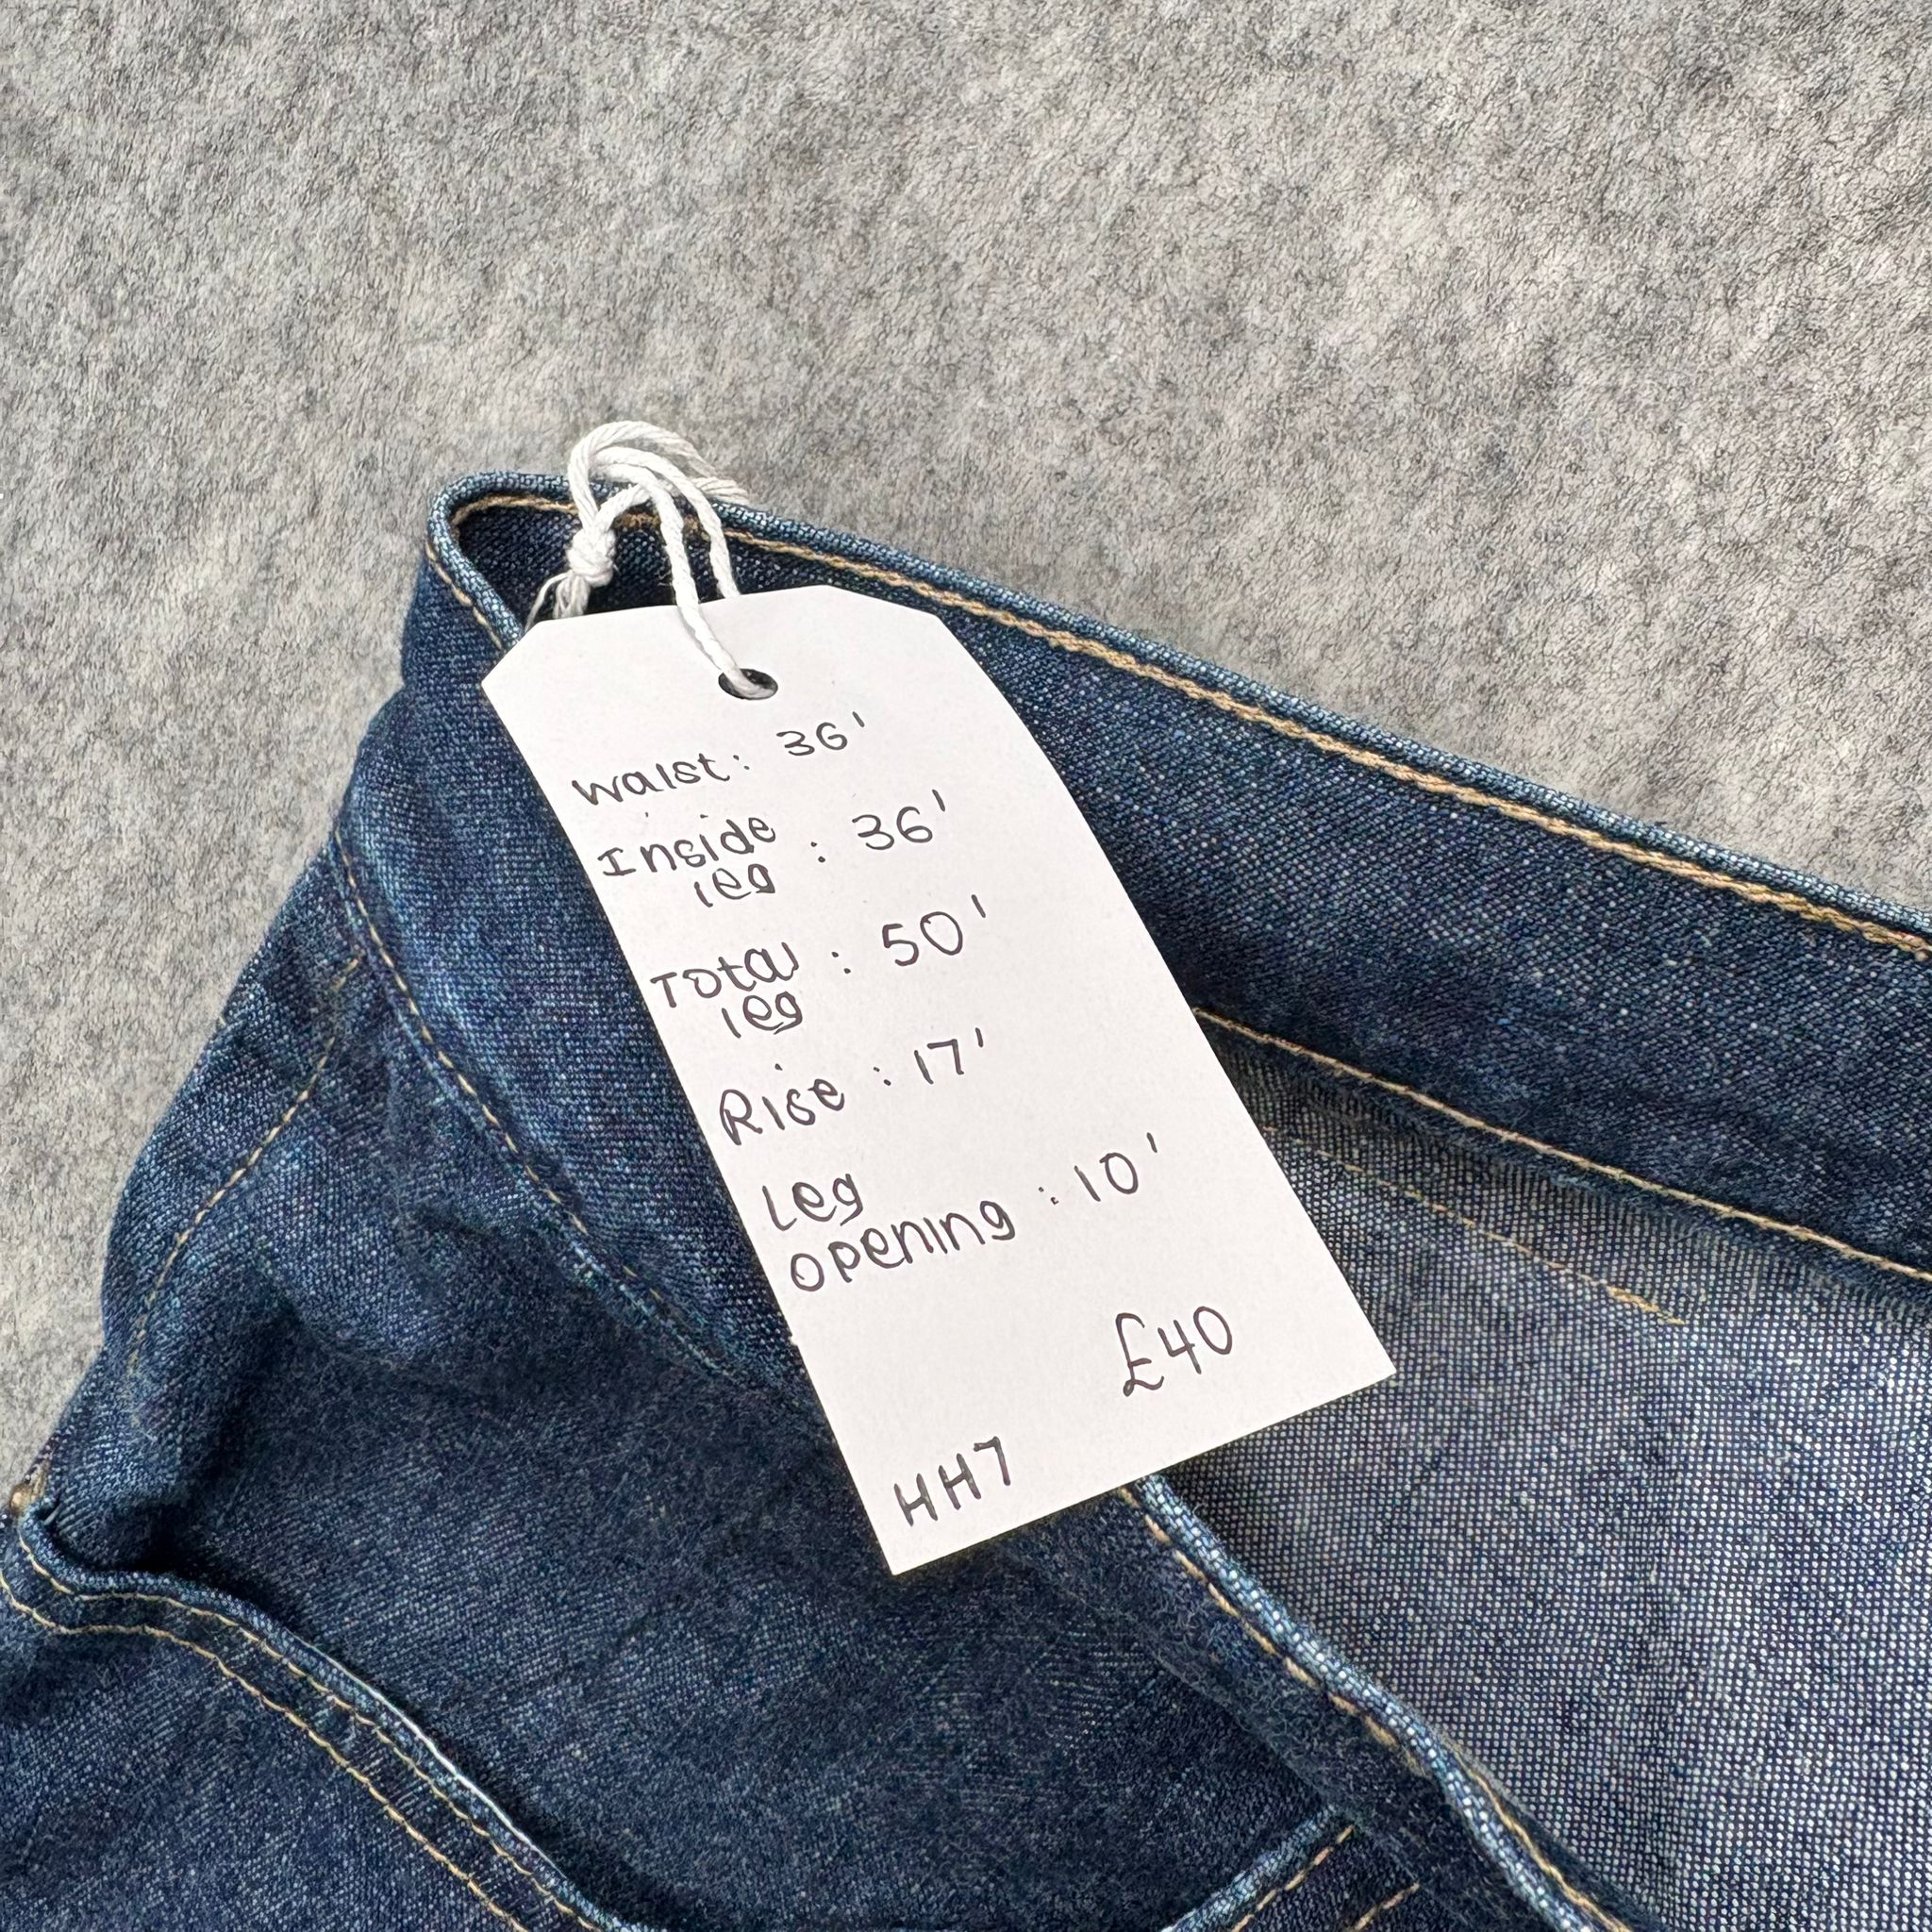 Waist: 36'
Inside
leg : 36'
Total
leg : 50'
Rise : 17'
Leg
opening : 10'
£40
HH7